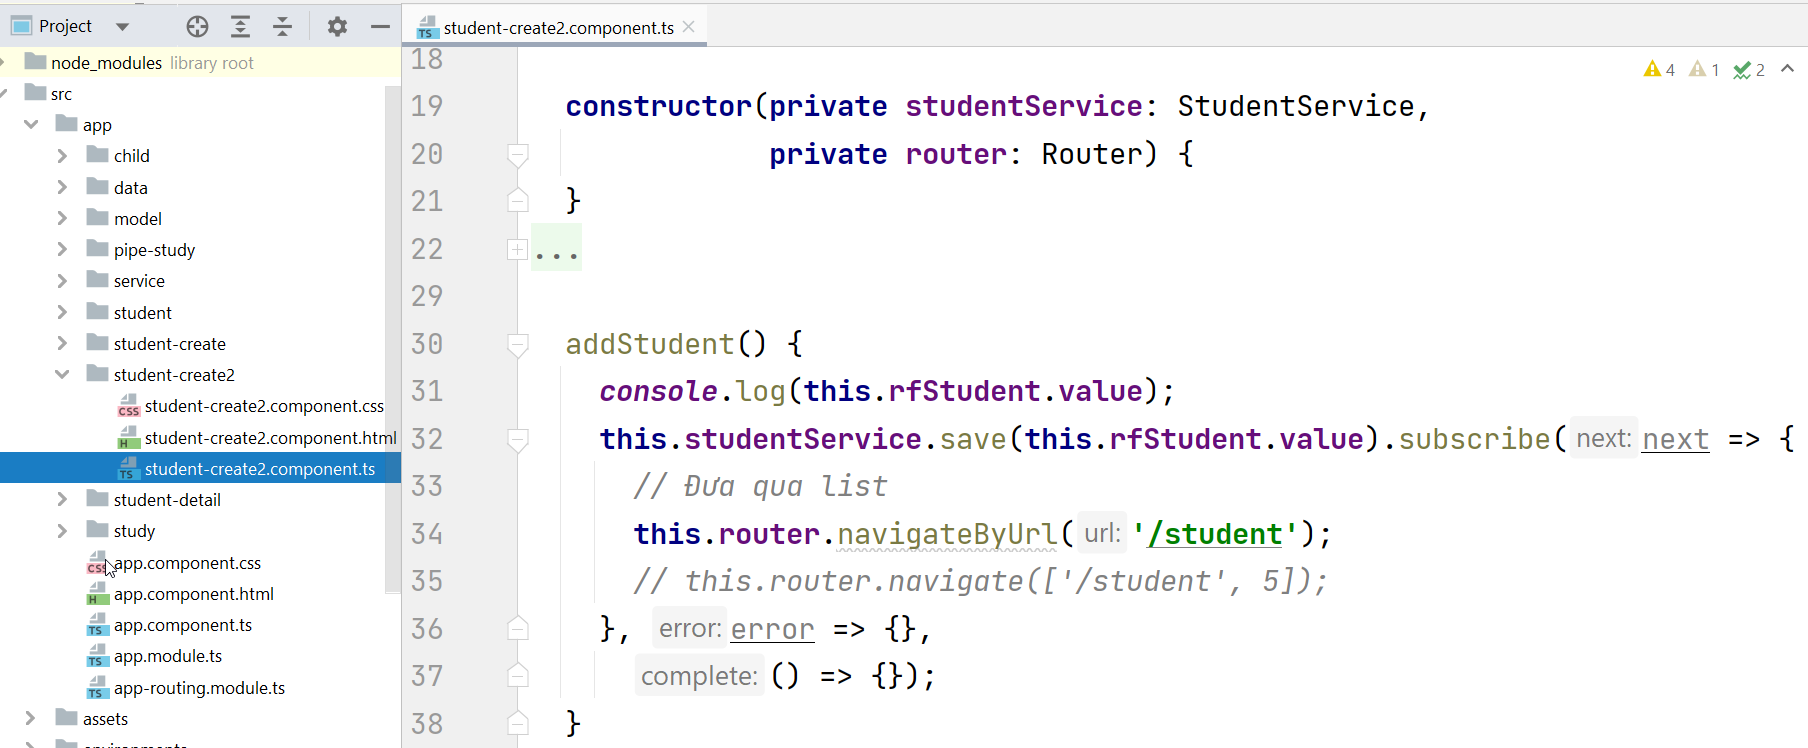 Project
node_modules library root
src
app
child
data
model
pipe-study
service
student
student-create
student-create2
student-create2.component.css
student-create2.component.html
student-create2.component.ts
student-detail
study
app.component.css
app.component.html
app.component.ts
app.module.ts
app-routing.module.ts
assets
student-create2.component.ts
4 1 2
18
19 constructor(private studentService: StudentService,
20 private router: Router) {
21 }
22 ...
29
30 addStudent() {
31 console.log(this.rfStudent.value);
32 this.studentService.save(this.rfStudent.value).subscribe( next: next => {
33 // Đưa qua list
34 this.router.navigateByUrl( url: '/student');
35 // this.router.navigate(['/student', 5]);
36 }, error: error => {},
37 complete: () => {});
38 }